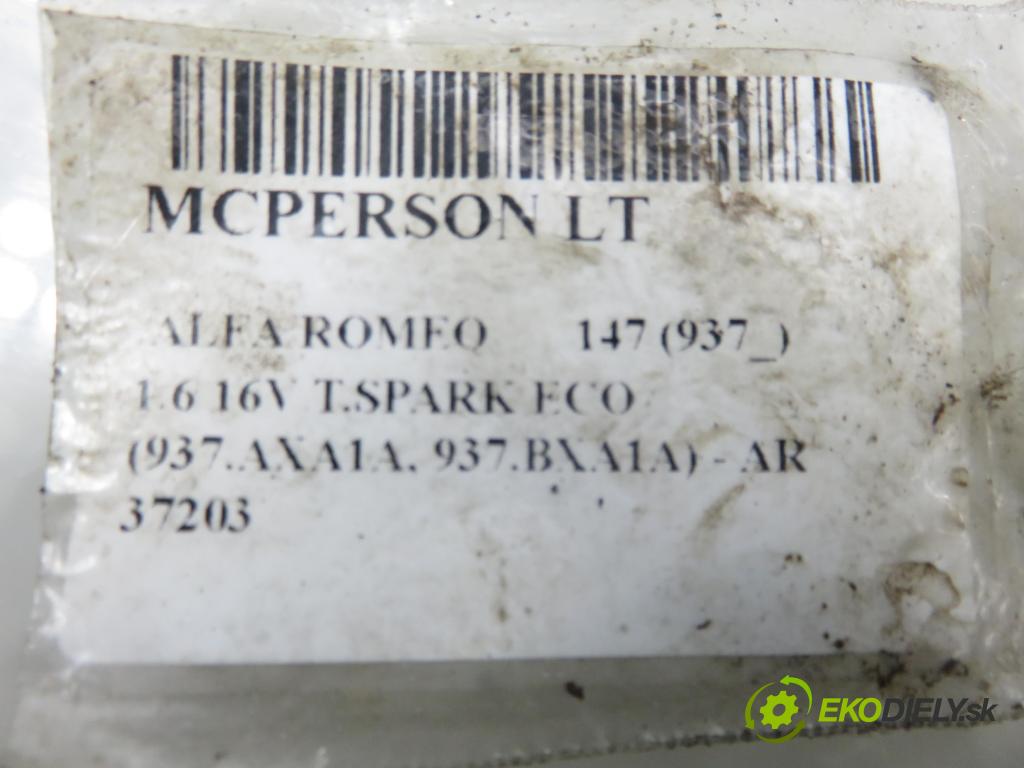 MCPERSON LT
ALFA ROMEO 147 (937_)
1.6 16V T.SPARK ECO
(937.AXA1A, 937.BXA1A) - AR
37203
EKODIELY.sk